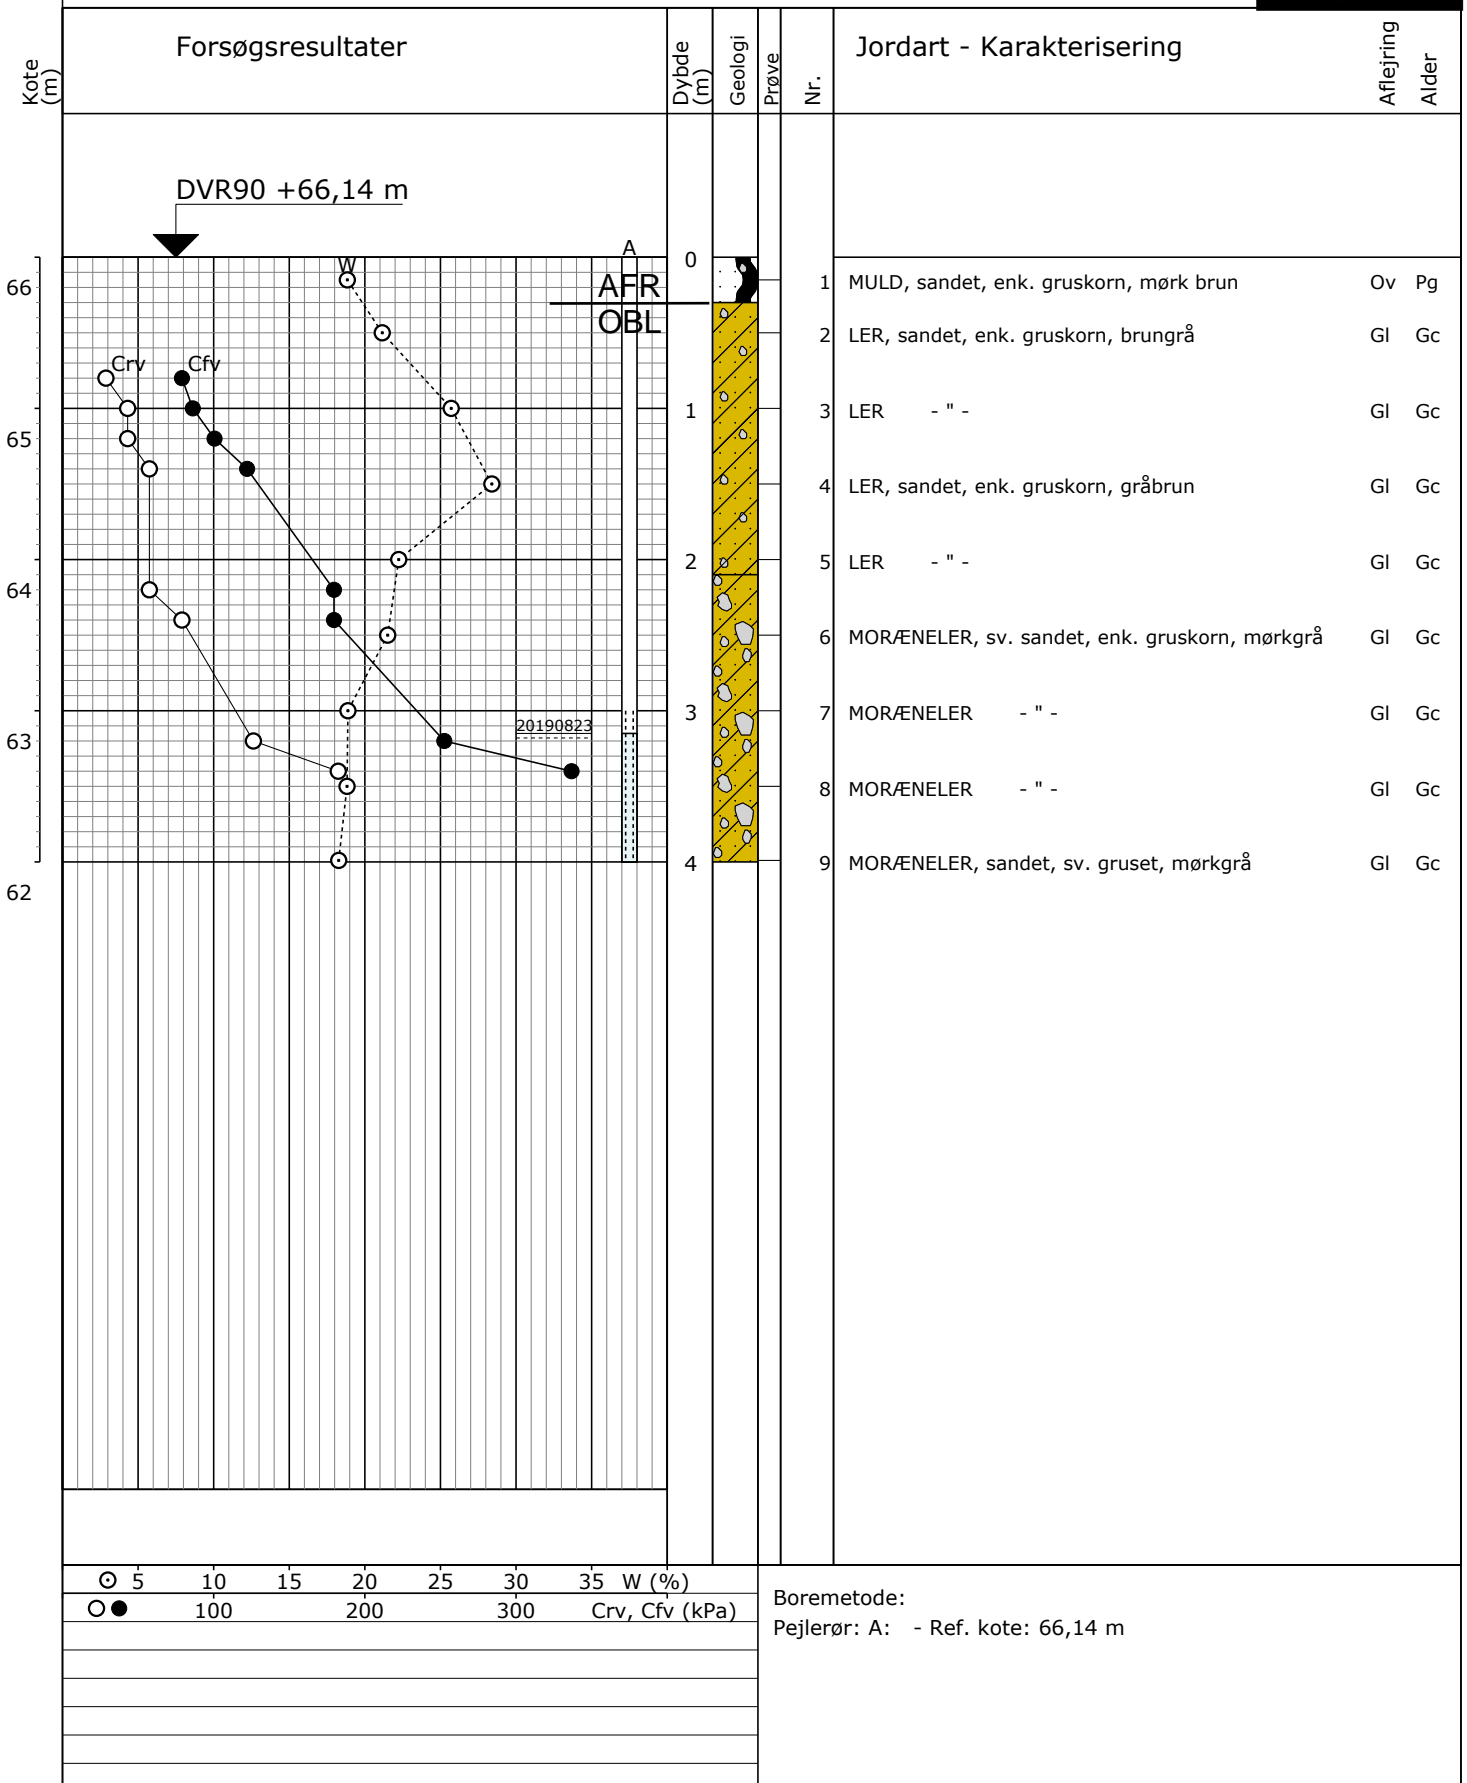 Kote (m)
Forsøgsresultater
Dybde (m)
Geologi
Prøve
Nr.
Jordart - Karakterisering
Aflejring
Alder
DVR90 +66,14 m
A
W
0
66
AFR
1 MULD, sandet, enk. gruskorn, mørk brun Ov Pg
OBL
2 LER, sandet, enk. gruskorn, brungrå Gl Gc
Crv
Cfv
1
3 LER - " - Gl Gc
65
4 LER, sandet, enk. gruskorn, gråbrun Gl Gc
2
5 LER - " - Gl Gc
64
6 MORÆNELER, sv. sandet, enk. gruskorn, mørkgrå Gl Gc
3
7 MORÆNELER - " - Gl Gc
20190823
63
8 MORÆNELER - " - Gl Gc
4
9 MORÆNELER, sandet, sv. gruset, mørkgrå Gl Gc
62
5 10 15 20 25 30 35 W (%)
100 200 300 Crv, Cfv (kPa)
Boremetode:
Pejlerør: A: - Ref. kote: 66,14 m